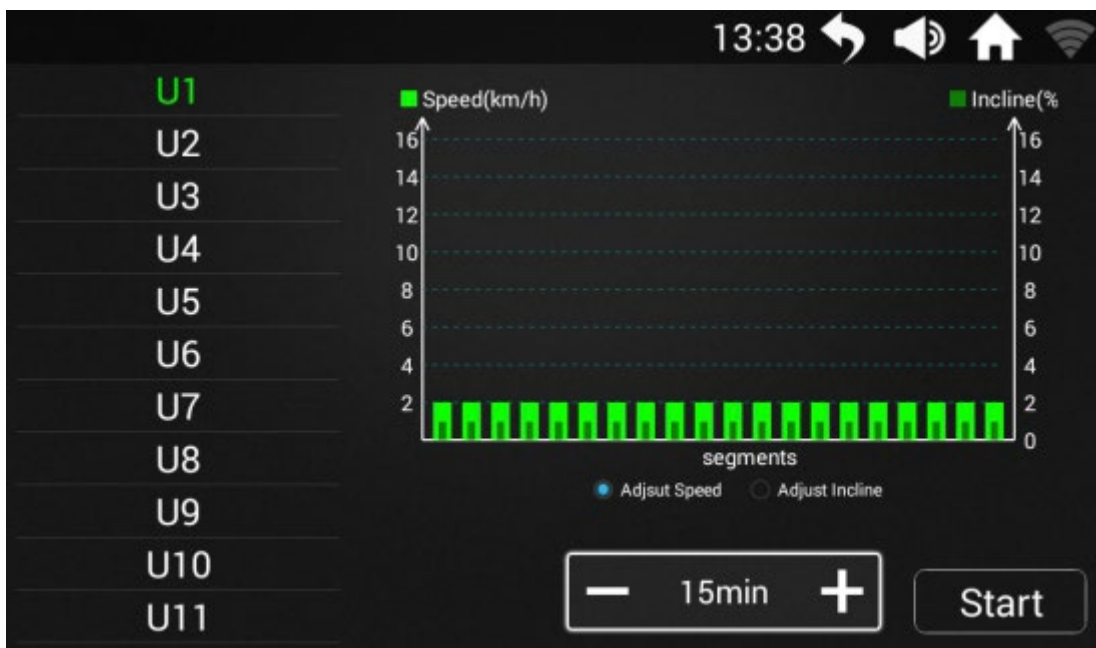 13:38
U1
U2
U3
U4
U5
U6
U7
U8
U9
U10
U11
Speed(km/h)
Incline(%
16
14
12
10
8
6
4
2
16
14
12
10
8
6
4
2
0
segments
Adjsut Speed
Adjust Incline
15min
Start